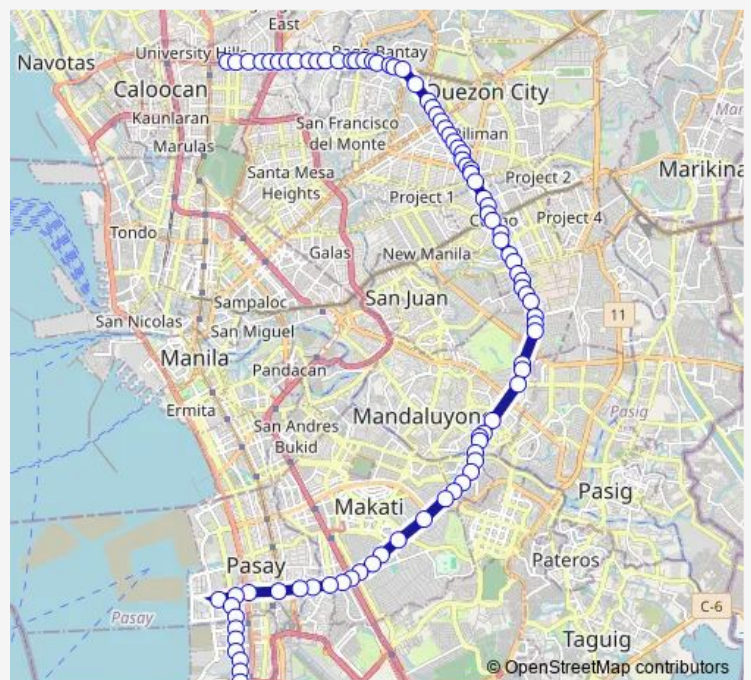 East
University Hills
Navotas
Caloocan
Quezon City
Kaunlaran
San Francisco
del Monte
Marulas
Marikina
Santa Mesa
Heights
Project 2
Project 1
Project 4
Tondo
Galas
New Manila
Sampaloc
San Juan
San Nicolas
San Miguel
11
Manila
Pandacan
Ermita
Mandaluyon
Pasig
San Andres
Bukid
Makati
Pasig
Pasay
Pateros
Pasay
C-6
Taguig
© OpenStreetMap contributors